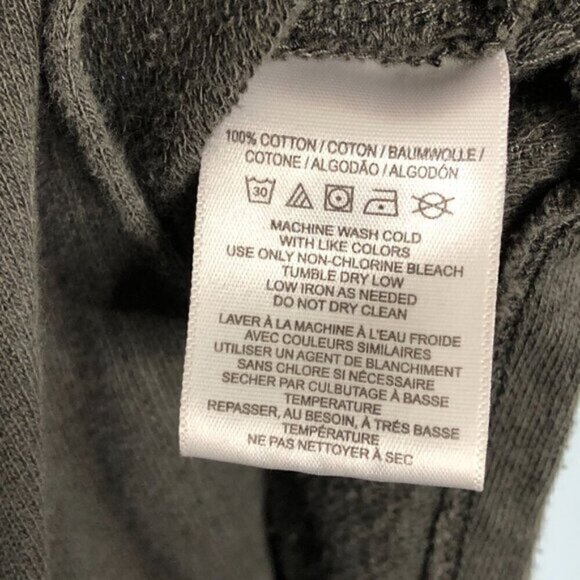 100% COTTON / COTON / BAUMWOLLE /
COTONE / ALGODÃO / ALGODÓN
30
MACHINE WASH COLD
WITH LIKE COLORS
USE ONLY NON-CHLORINE BLEACH
TUMBLE DRY LOW
LOW IRON AS NEEDED
DO NOT DRY CLEAN
LAVER À LA MACHINE À L'EAU FROIDE
AVEC COULEURS SIMILAIRES
UTILISER UN AGENT DE BLANCHIMENT
SANS CHLORE SI NÉCESSAIRE
SECHER PAR CULBUTAGE À BASSE
TEMPERATURE
REPASSER, AU BESOIN, À TRÉS BASSE
TEMPÉRATURE
NE PAS NETTOYER À SEC